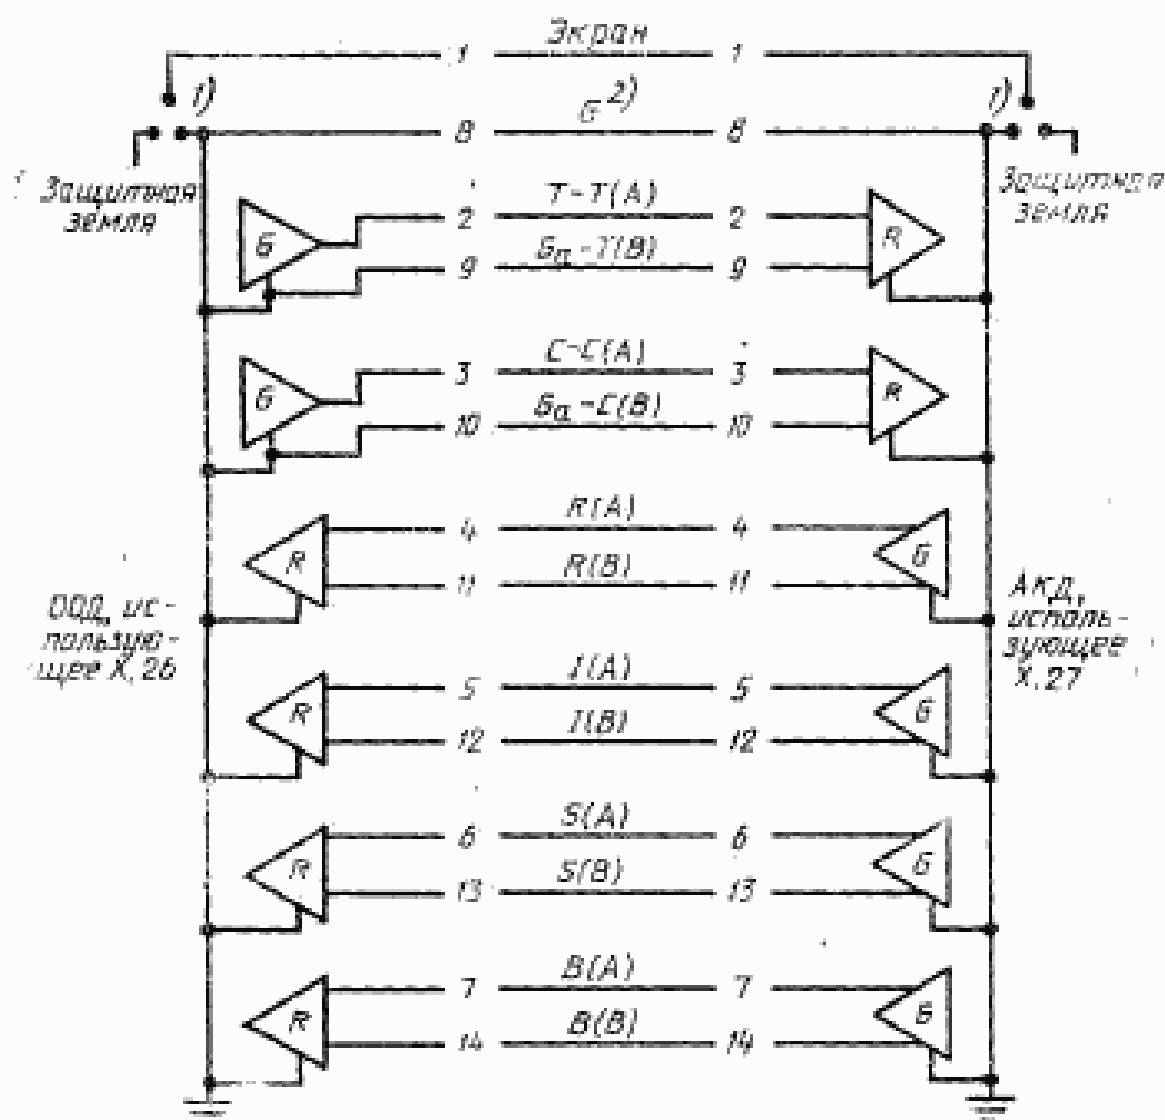 Экран
1 1
1) 1)
G 2)
8 8
Защитная
земля
Защитная
земля
T-T(A)
2 2
G R
Ga-T(B)
9 9
C-C(A)
3 3
G R
Ga-C(B)
10 10
R(A)
4 4
R G
R(B)
11 11
ООД, ис-
пользую-
щее X.26
АКД,
исполь-
зующее
X.27
I(A)
5 5
R G
I(B)
12 12
S(A)
6 6
R G
S(B)
13 13
B(A)
7 7
R G
B(B)
14 14